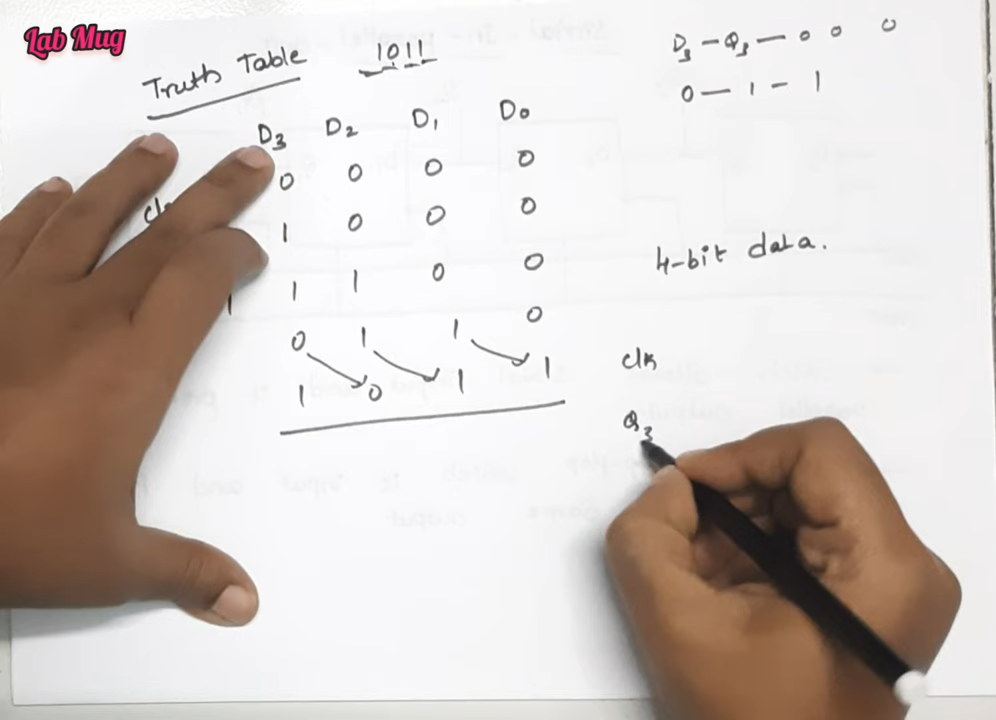 Lab Mug
Truth Table 1011
D3 D2 D1 D0
0 0 0 0
1 0 0 0
1 1 0 0
0 1 1 0
1 0 1 1
D3 - Q3 — 0 0 0
0 — 1 - 1
4-bit data.
clk
Q3